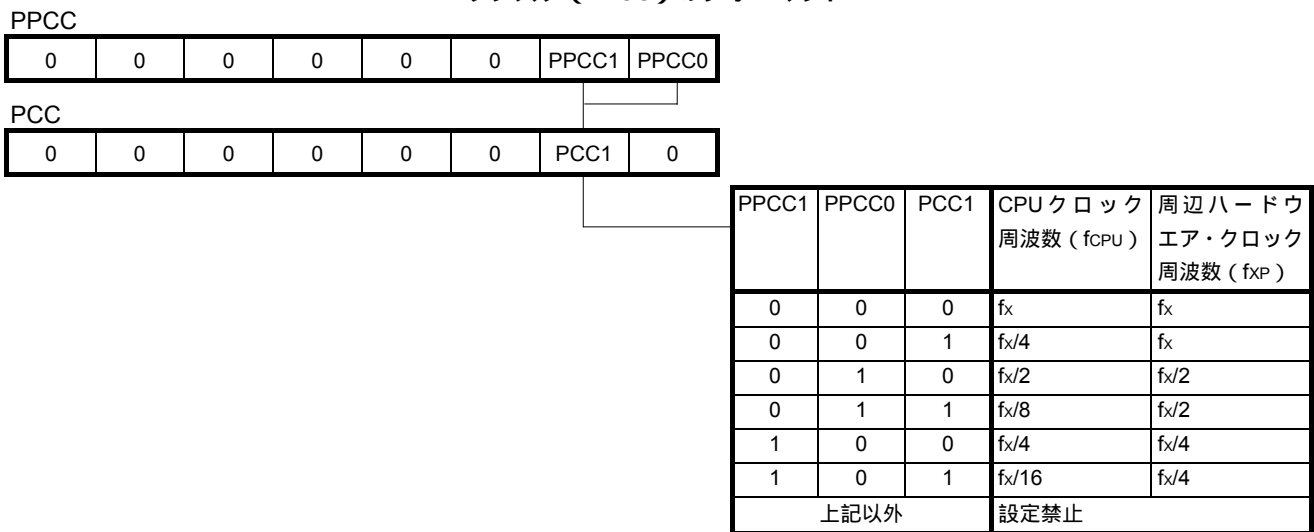 PPCC
0 0 0 0 0 0 PPCC1 PPCC0
PCC
0 0 0 0 0 0 PCC1 0
PPCC1 PPCC0 PCC1 CPUクロック周波数(fCPU) 周辺ハードウエア・クロック周波数(fXP)
0 0 0 fX fX
0 0 1 fX/4 fX
0 1 0 fX/2 fX/2
0 1 1 fX/8 fX/2
1 0 0 fX/4 fX/4
1 0 1 fX/16 fX/4
上記以外 設定禁止